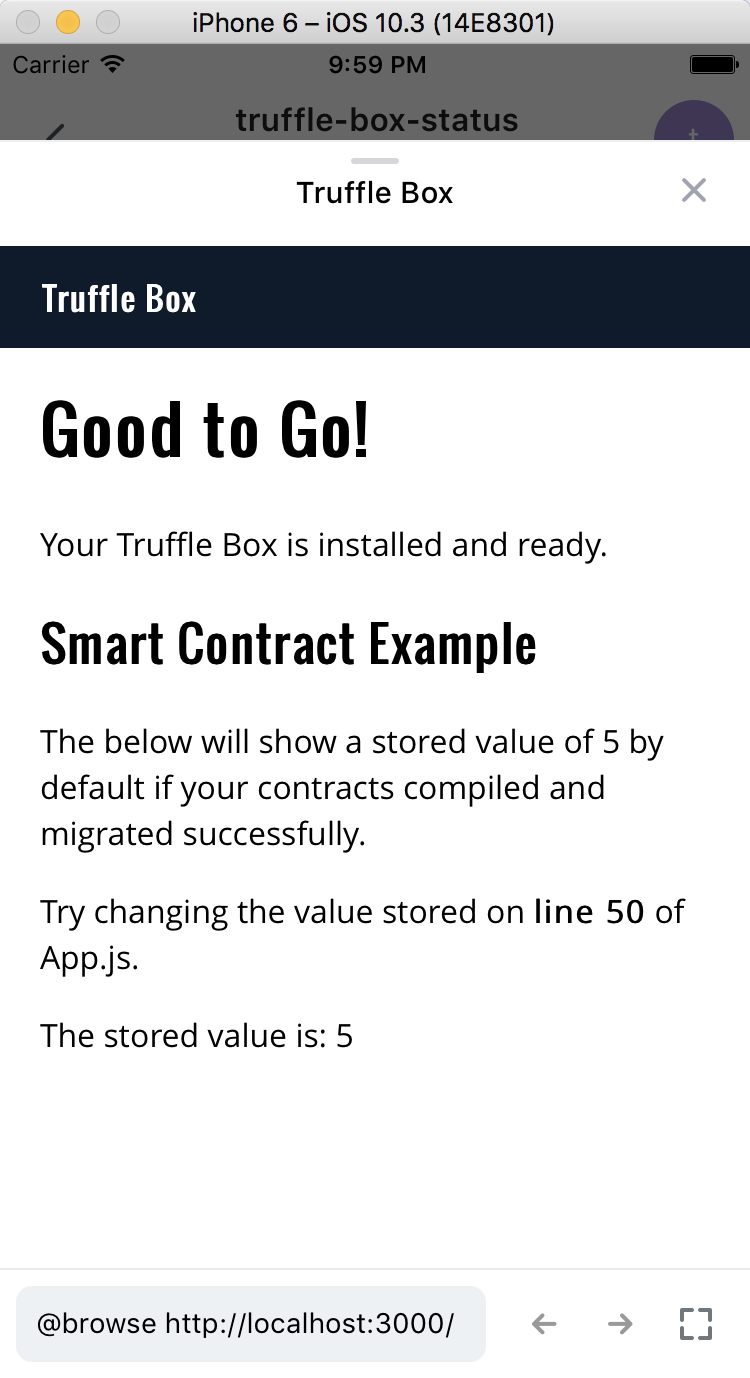 iPhone 6 – iOS 10.3 (14E8301)
Carrier 9:59 PM
truffle-box-status
+
Truffle Box
Truffle Box
Good to Go!
Your Truffle Box is installed and ready.
Smart Contract Example
The below will show a stored value of 5 by
default if your contracts compiled and
migrated successfully.
Try changing the value stored on line 50 of
App.js.
The stored value is: 5
@browse http://localhost:3000/